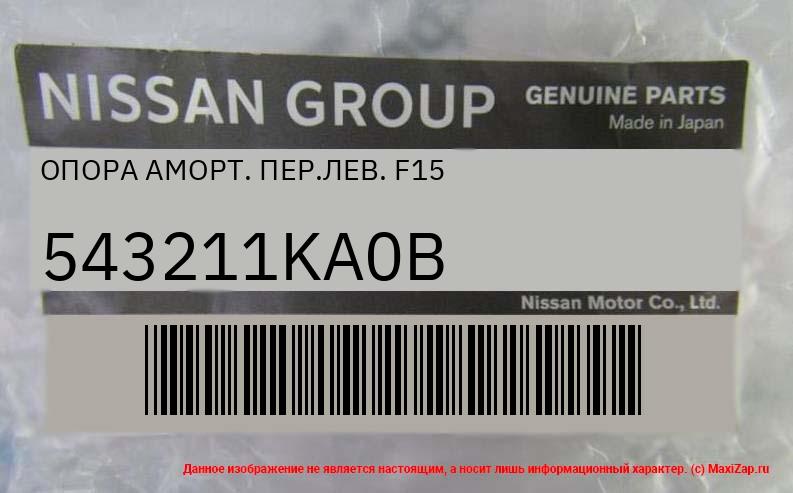 NISSAN GROUP GENUINE PARTS
Made in Japan
ОПОРА АМОРТ. ПЕР.ЛЕВ. F15
543211KA0B
Nissan Motor Co., Ltd.
Данное изображение не является настоящим, а носит лишь информационный характер. (c) MaxiZap.ru